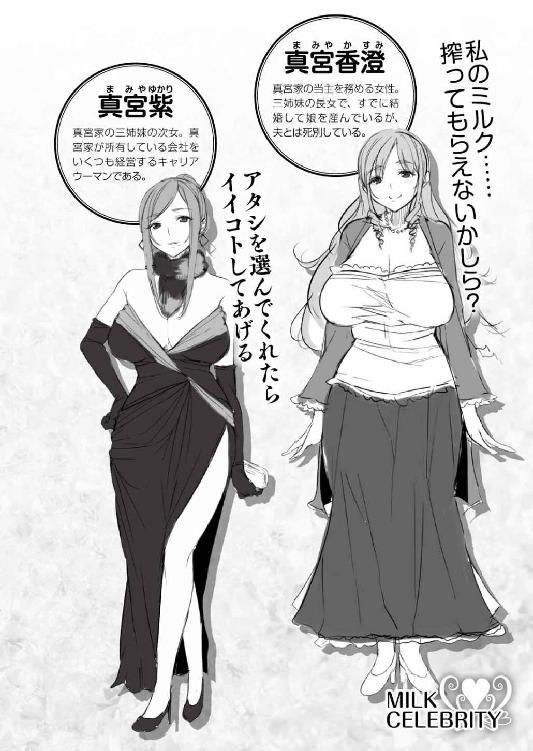 私のミルク……
搾ってもらえないかしら？
まみやかすみ
真宮香澄
真宮家の当主を務める女性。
三姉妹の長女で、すでに結
婚して娘を産んでいるが、
夫とは死別している。
アタシを選んでくれたら
イイコトしてあげる
まみやゆかり
真宮紫
真宮家の三姉妹の次女。真
宮家が所有している会社を
いくつも経営するキャリア
ウーマンである。
MILK
CELEBRITY